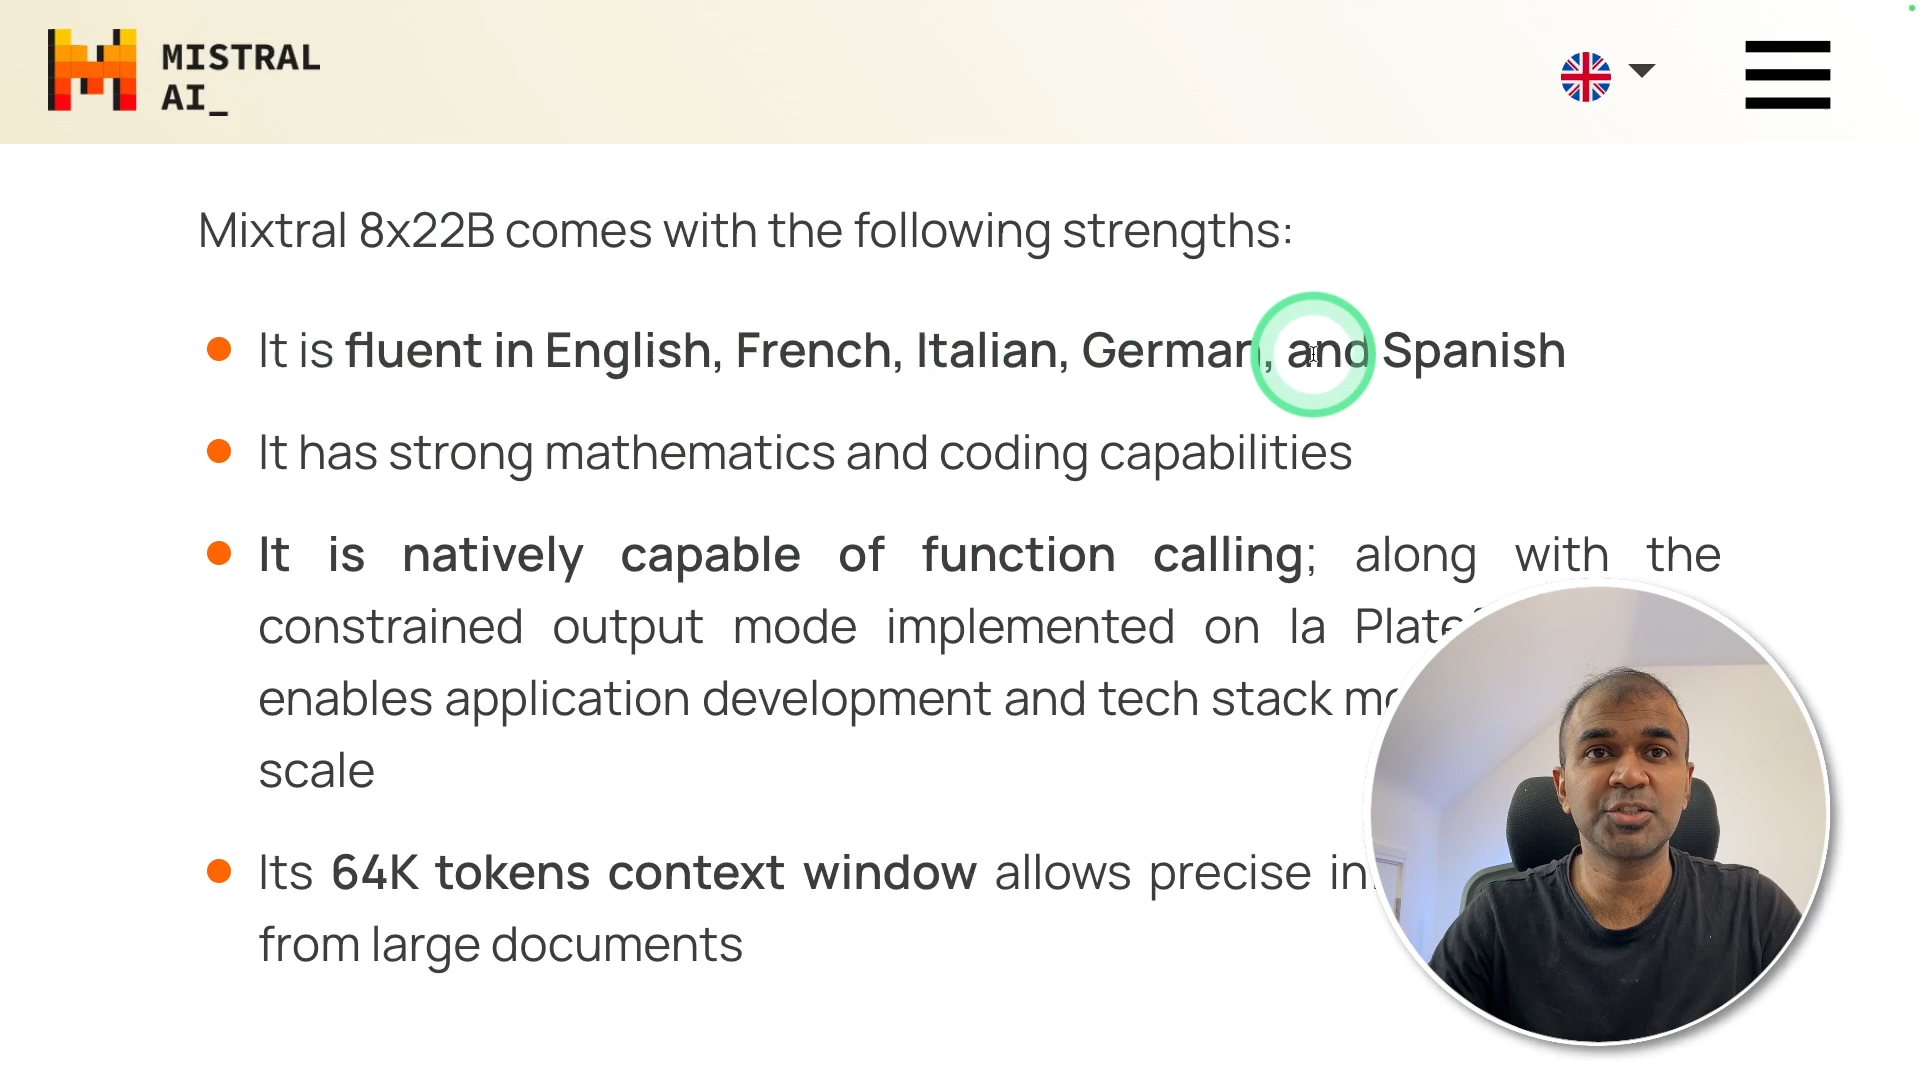 MISTRAL
AI_
Mixtral 8x22B comes with the following strengths:
It is fluent in English, French, Italian, German, and Spanish
It has strong mathematics and coding capabilities
It is natively capable of function calling; along with the
constrained output mode implemented on la
enables application development and tech stack
scale
Its 64K tokens context window allows precise
from large documents